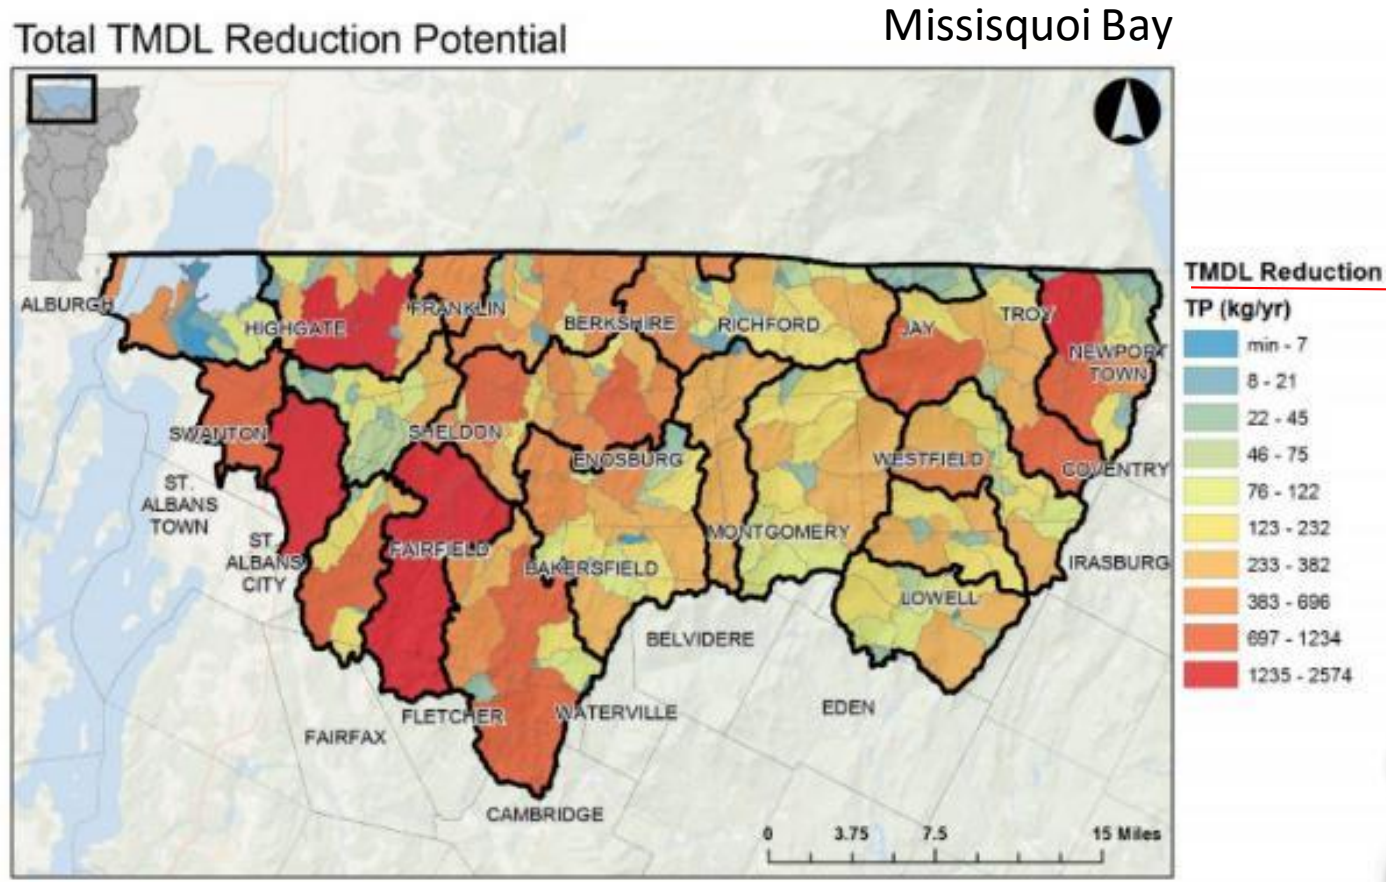 Missisquoi Bay
Total TMDL Reduction Potential
ALBURGH
HIGHGATE
FRANKLIN
BERKSHIRE
RICHFORD
JAY
TROY
NEWPORT
TOWN
SWANTON
SHELDON
ENOSBURG
WESTFIELD
COVENTRY
ST.
ALBANS
TOWN
ST
ALBANS
CITY
FAIRFIELD
BAKERSFIELD
MONTGOMERY
IRASBURG
LOWELL
BELVIDERE
EDEN
FLETCHER
WATERVILLE
FAIRFAX
CAMBRIDGE
0 3.75 7.5 15 Miles
TMDL Reduction
TP (kg/yr)
min - 7
8 - 21
22 - 45
46 - 75
76 - 122
123 - 232
233 - 382
383 - 696
697 - 1234
1235 - 2574